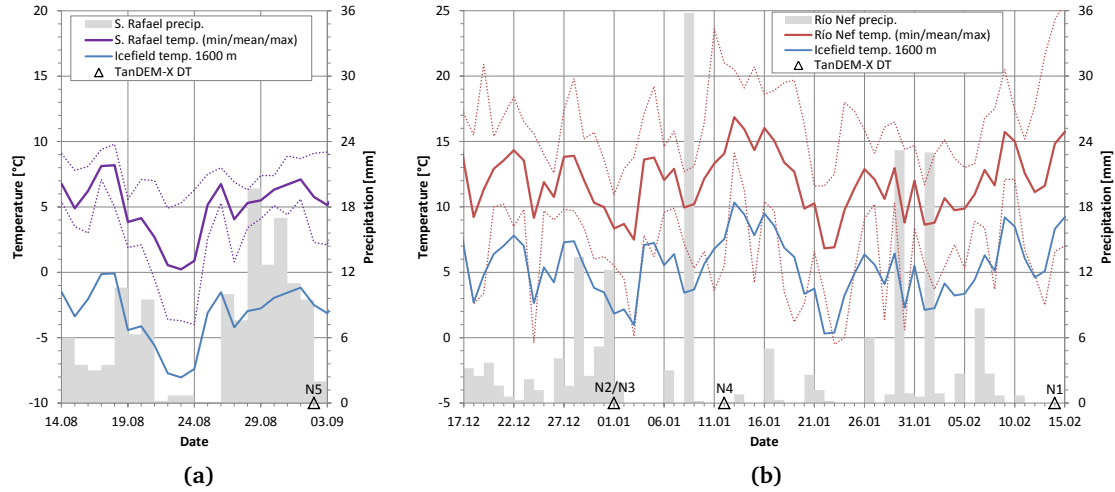 20
15
10
5
0
-5
-10
Temperature [°C]
36
30
24
18
12
6
0
Precipitation [mm]
S. Rafael precip.
S. Rafael temp. (min/mean/max)
Icefield temp. 1600 m
TanDEM-X DT
N5
14.08 19.08 24.08 29.08 03.09
Date
(a)
25
20
15
10
5
0
-5
Temperature [°C]
36
30
24
18
12
6
0
Precipitation [mm]
Río Nef precip.
Río Nef temp. (min/mean/max)
Icefield temp. 1600 m
TanDEM-X DT
N2/N3 N4 N1
17.12 22.12 27.12 01.01 06.01 11.01 16.01 21.01 26.01 31.01 05.02 10.02 15.02
Date
(b)